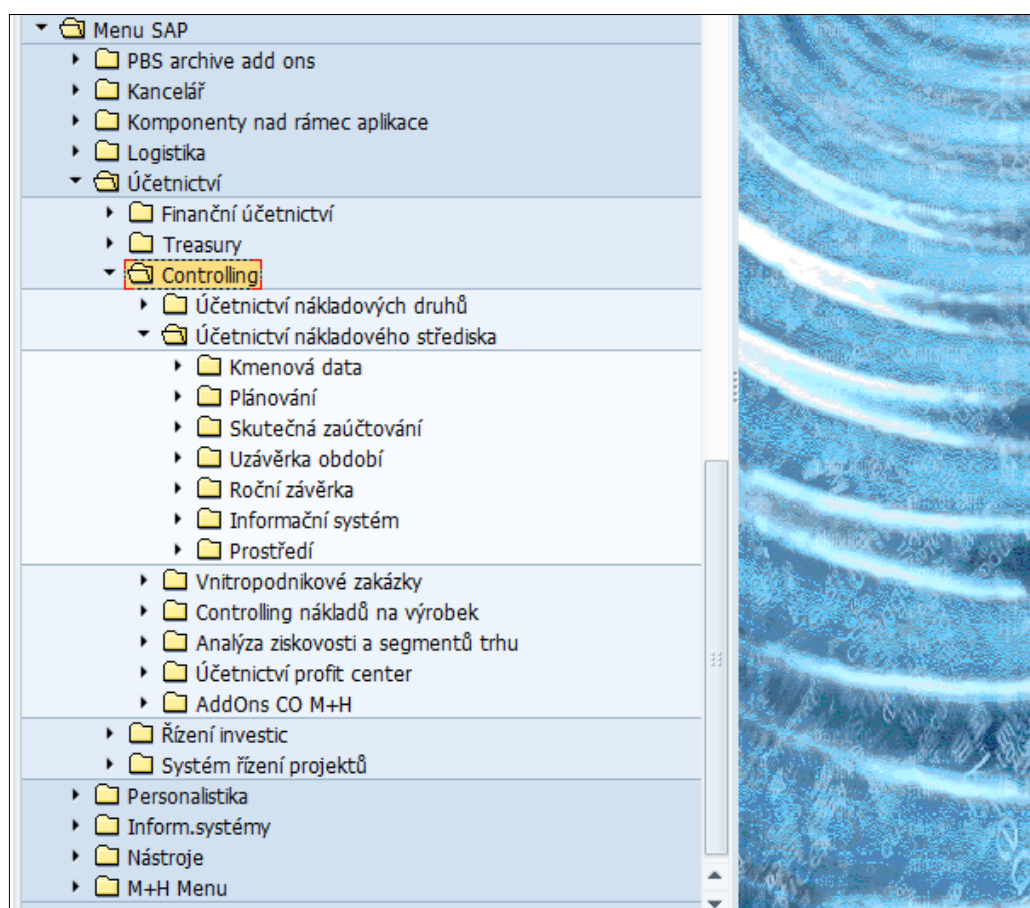 Menu SAP
PBS archive add ons
Kancelář
Komponenty nad rámec aplikace
Logistika
Účetnictví
Finanční účetnictví
Treasury
Controlling
Účetnictví nákladových druhů
Účetnictví nákladového střediska
Kmenová data
Plánování
Skutečná zaúčtování
Uzávěrka období
Roční závěrka
Informační systém
Prostředí
Vnitropodnikové zakázky
Controlling nákladů na výrobek
Analýza ziskovosti a segmentů trhu
Účetnictví profit center
AddOns CO M+H
Řízení investic
Systém řízení projektů
Personalistika
Inform.systémy
Nástroje
M+H Menu